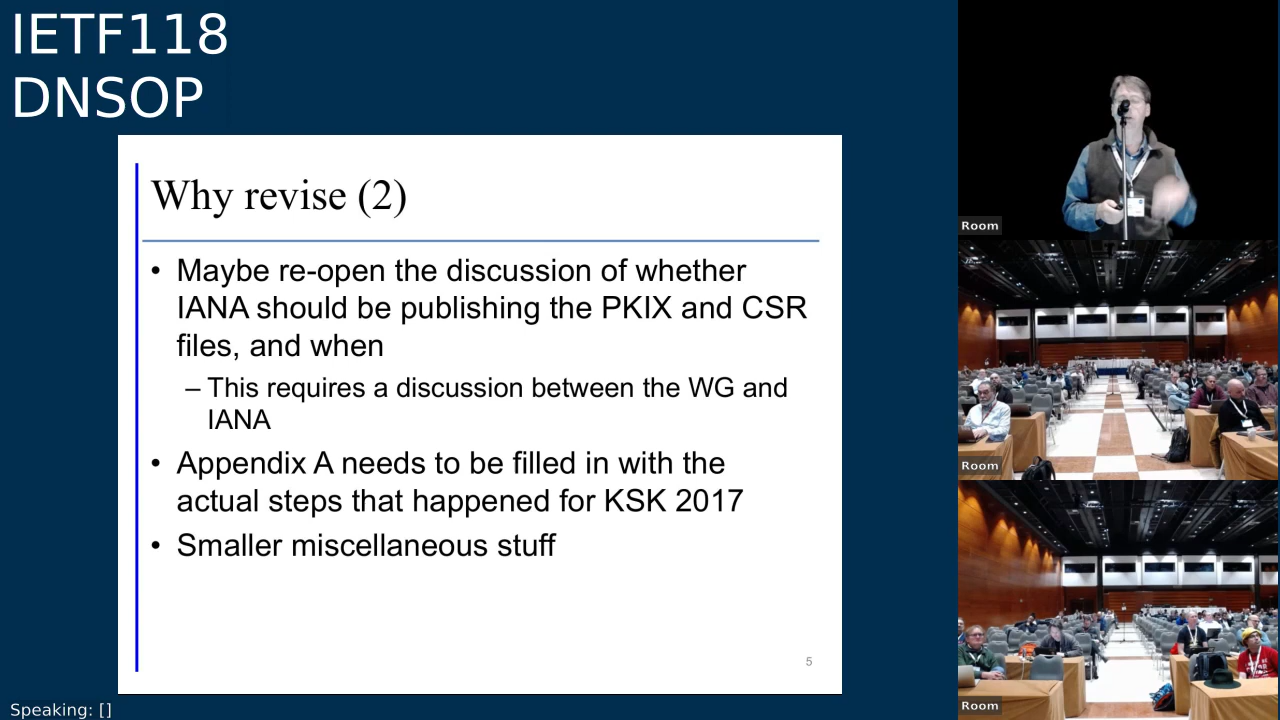 IETF118
DNSOP
Why revise (2)
• Maybe re-open the discussion of whether
IANA should be publishing the PKIX and CSR
files, and when
– This requires a discussion between the WG and
IANA
• Appendix A needs to be filled in with the
actual steps that happened for KSK 2017
• Smaller miscellaneous stuff
5
Speaking: []
Room
Room
Room